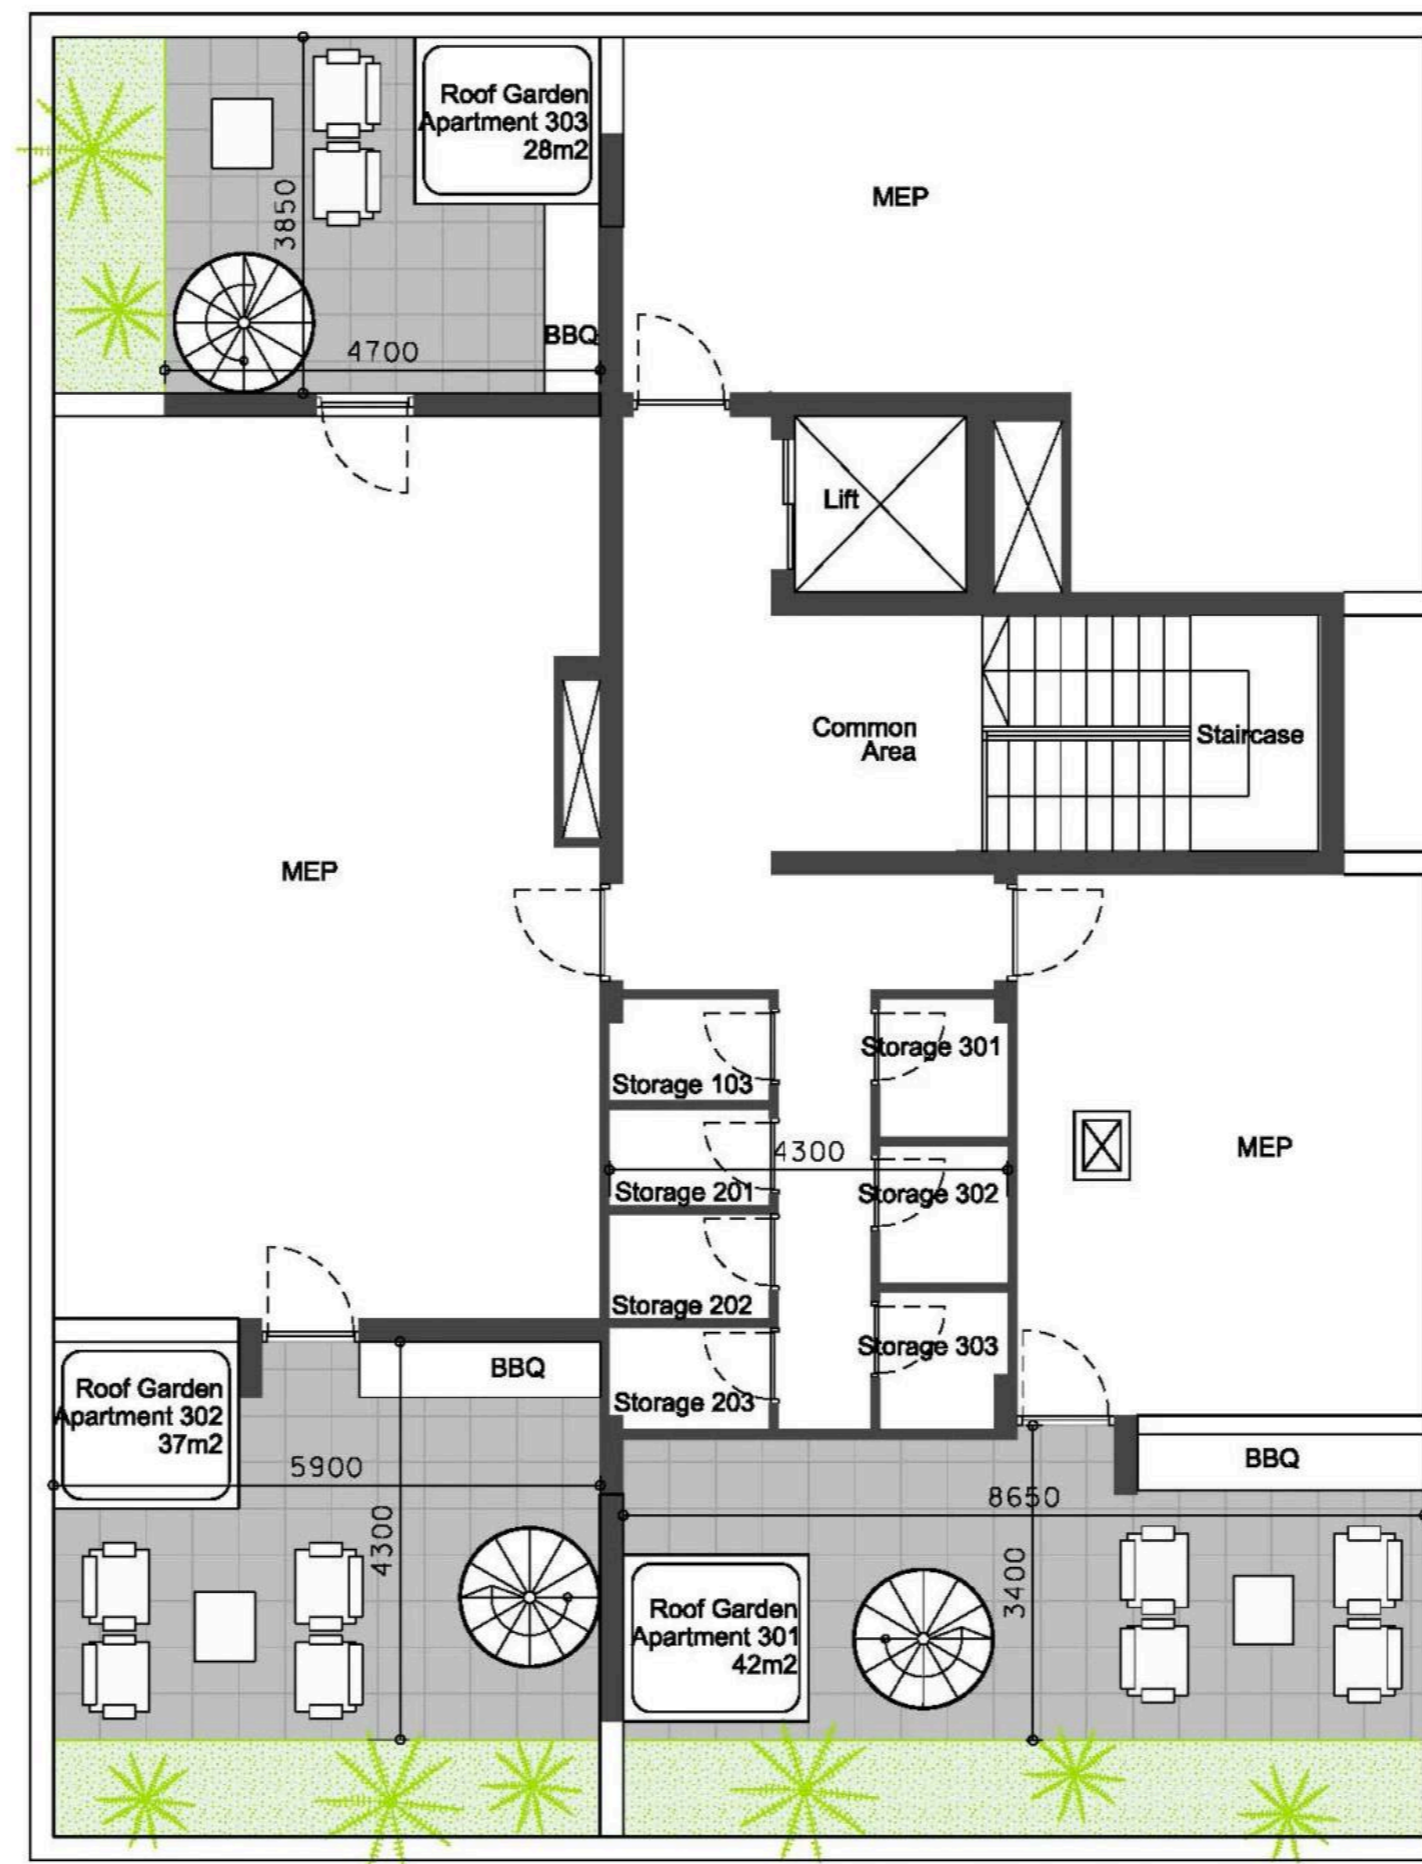 Roof Garden
Apartment 303
28m2
MEP
3850
BBQ
4700
Lift
Common
Area
Staircase
MEP
Storage 103
Storage 301
4300
MEP
Storage 201
Storage 302
Storage 202
Storage 303
Storage 203
Roof Garden
Apartment 302
37m2
BBQ
5900
4300
BBQ
8650
3400
Roof Garden
Apartment 301
42m2